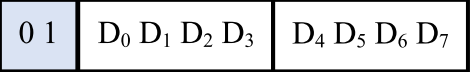 0 1 D₀ D₁ D₂ D₃ D₄ D₅ D₆ D₇